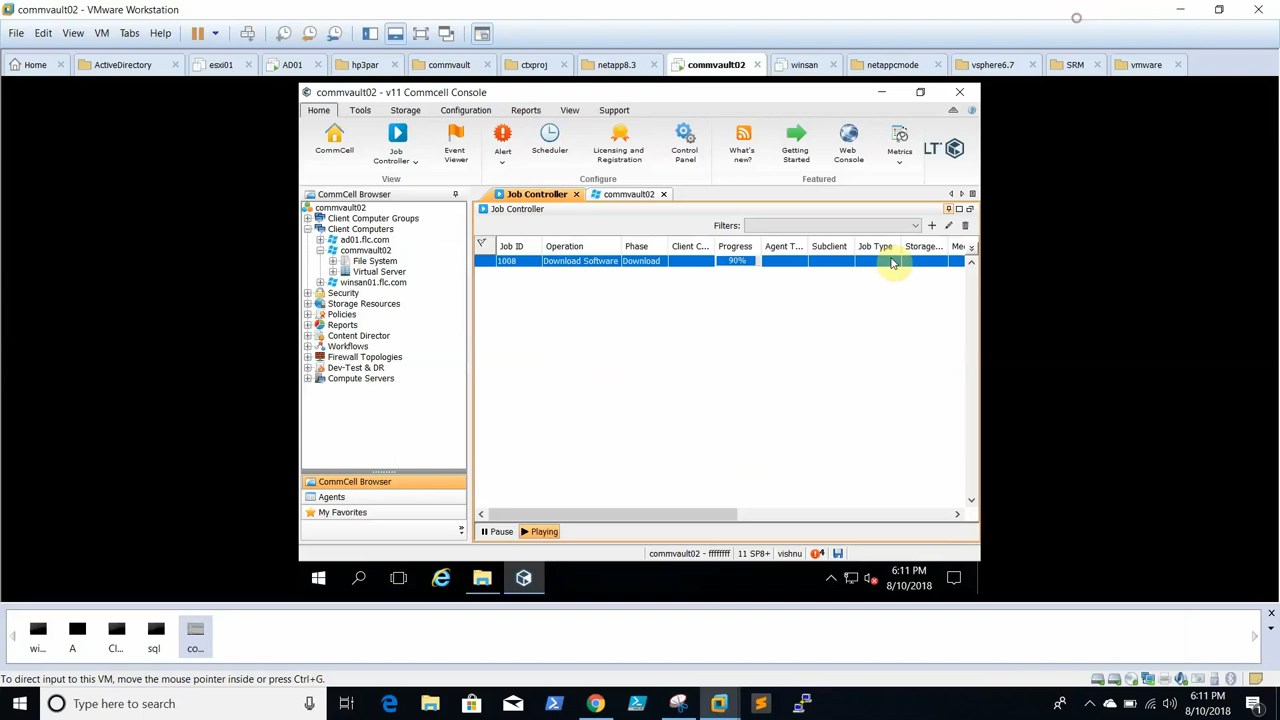 commvault02 - VMware Workstation
File Edit View VM Tabs Help
Home ActiveDirectory esxi01 AD01 hp3par commvault ctxproj netapp8.3 commvault02 winsan netappcmode vsphere6.7 SRM vmware
commvault02 - v11 Commcell Console
Home Tools Storage Configuration Reports View Support
CommCell
Job Controller
Event Viewer
Alert
Scheduler
Licensing and Registration
Control Panel
What's new?
Getting Started
Web Console
Metrics
LT
View Configure Featured
CommCell Browser
commvault02
Client Computer Groups
Client Computers
ad01.flc.com
commvault02
File System
Virtual Server
winsan01.flc.com
Security
Storage Resources
Policies
Reports
Content Director
Workflows
Firewall Topologies
Dev-Test & DR
Compute Servers
CommCell Browser
Agents
My Favorites
Job Controller commvault02
Job Controller
Filters:
Job ID Operation Phase Client C... Progress Agent T... Subclient Job Type Storage... Me
1008 Download Software Download 90%
Pause Playing
commvault02 - ffffffff 11 SP8+ vishnu 4
6:11 PM
8/10/2018
wi... A Cl... sql co...
To direct input to this VM, move the mouse pointer inside or press Ctrl+G.
Type here to search
6:11 PM
8/10/2018